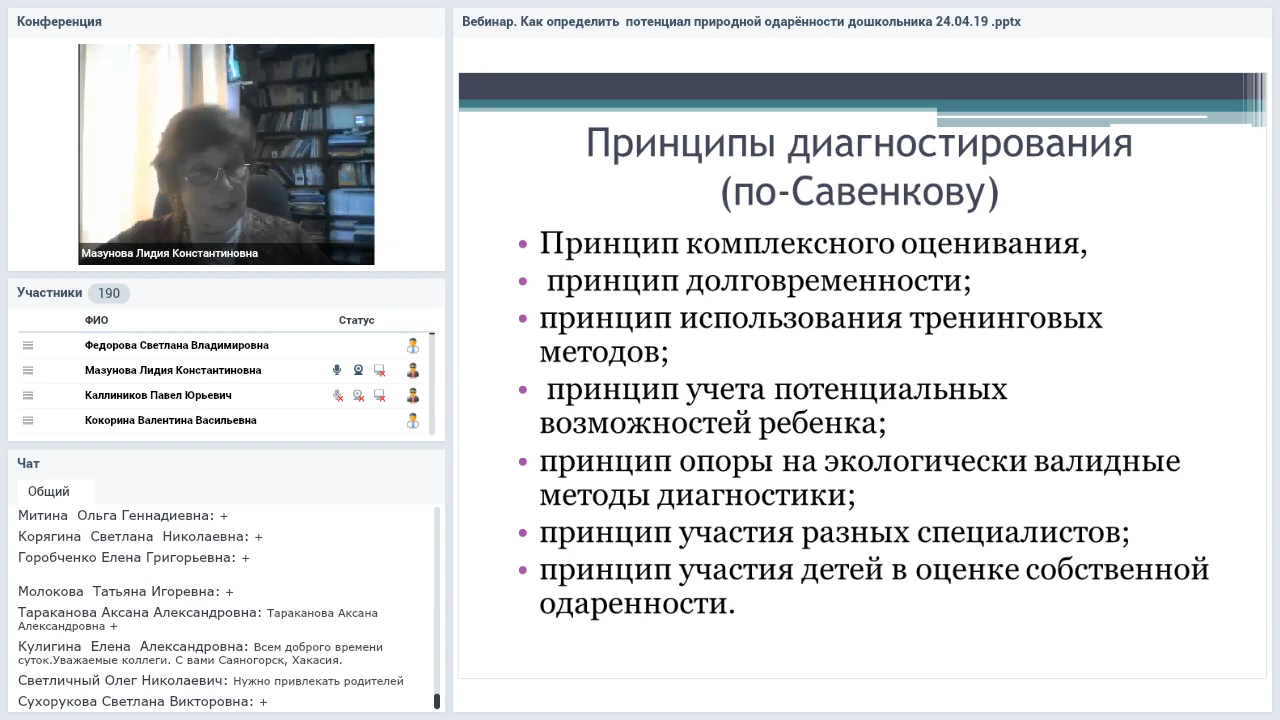 Конференция
Мазунова Лидия Константиновна
Участники 190
ФИО Статус
Федорова Светлана Владимировна
Мазунова Лидия Константиновна
Каллиников Павел Юрьевич
Кокорина Валентина Васильевна
Чат
Общий
Митина Ольга Геннадиевна: +
Корягина Светлана Николаевна: +
Горобченко Елена Григорьевна: +
Молокова Татьяна Игоревна: +
Тараканова Аксана Александровна: Тараканова Аксана
Александровна +
Кулигина Елена Александровна: Всем доброго времени
суток.Уважаемые коллеги. С вами Саяногорск, Хакасия.
Светличный Олег Николаевич: Нужно привлекать родителей
Сухорукова Светлана Викторовна: +
Вебинар. Как определить потенциал природной одарённости дошкольника 24.04.19 .pptx
Принципы диагностирования
(по-Савенкову)
• Принцип комплексного оценивания,
• принцип долговременности;
• принцип использования тренинговых
методов;
• принцип учета потенциальных
возможностей ребенка;
• принцип опоры на экологически валидные
методы диагностики;
• принцип участия разных специалистов;
• принцип участия детей в оценке собственной
одаренности.